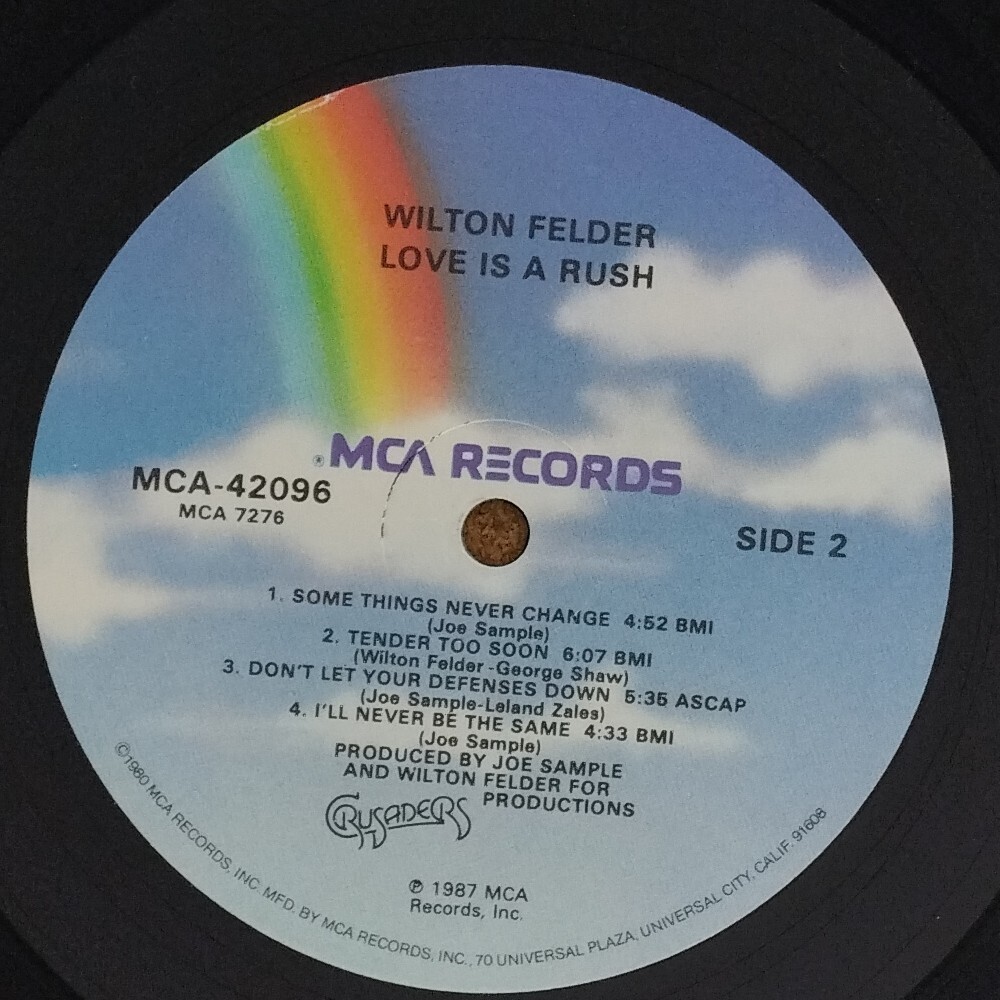 WILTON FELDER
LOVE IS A RUSH
® MCA RECORDS
MCA-42096
MCA 7276
SIDE 2
1. SOME THINGS NEVER CHANGE 4:52 BMI
(Joe Sample)
2. TENDER TOO SOON 6:07 BMI
(Wilton Felder-George Shaw)
3. DON'T LET YOUR DEFENSES DOWN 5:35 ASCAP
(Joe Sample-Leland Zales)
4. I'LL NEVER BE THE SAME 4:33 BMI
(Joe Sample)
PRODUCED BY JOE SAMPLE
AND WILTON FELDER FOR
CRUSADERS PRODUCTIONS
℗ 1987 MCA
Records, Inc.
©1980 MCA RECORDS, INC. MFD. BY MCA RECORDS, INC., 70 UNIVERSAL PLAZA, UNIVERSAL CITY, CALIF. 91608